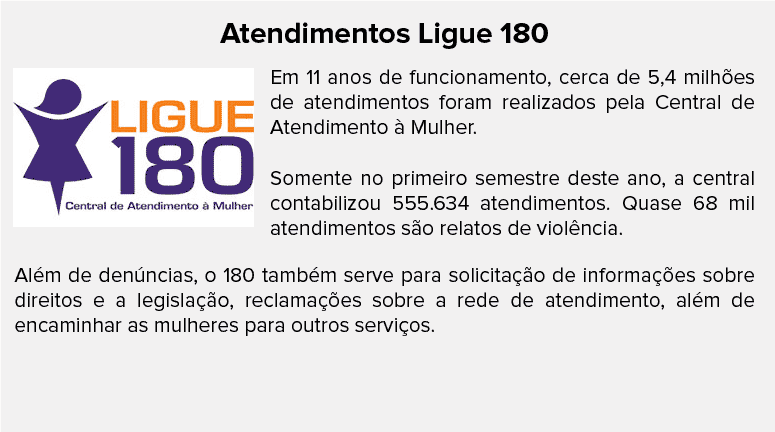 Atendimentos Ligue 180
LIGUE
180
Central de Atendimento à Mulher
Em 11 anos de funcionamento, cerca de 5,4 milhões
de atendimentos foram realizados pela Central de
Atendimento à Mulher.
Somente no primeiro semestre deste ano, a central
contabilizou 555.634 atendimentos. Quase 68 mil
atendimentos são relatos de violência.
Além de denúncias, o 180 também serve para solicitação de informações sobre
direitos e a legislação, reclamações sobre a rede de atendimento, além de
encaminhar as mulheres para outros serviços.